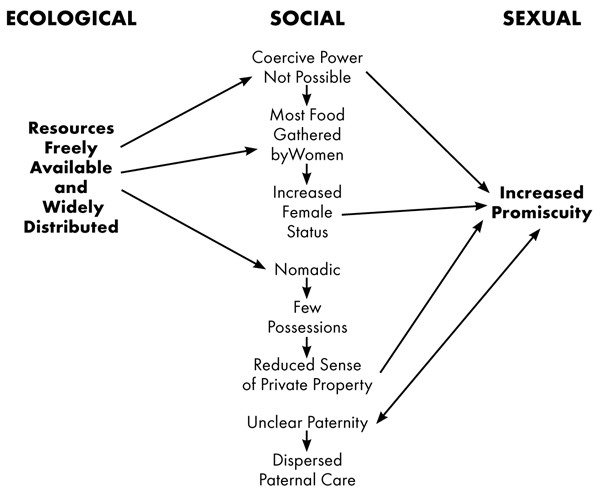 ECOLOGICAL
SOCIAL
SEXUAL
Resources
Freely
Available
and
Widely
Distributed
Coercive Power
Not Possible
Most Food
Gathered
byWomen
Increased
Female
Status
Nomadic
Few
Possessions
Reduced Sense
of Private Property
Unclear Paternity
Dispersed
Paternal Care
Increased
Promiscuity